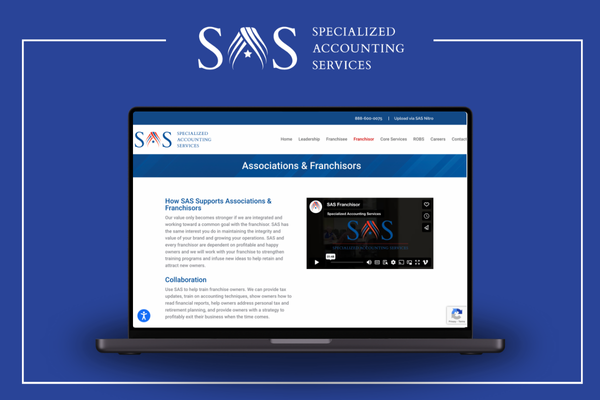 SAS SPECIALIZED
ACCOUNTING
SERVICES
888-600-0075 | Upload via SAS Nitro
SAS SPECIALIZED
ACCOUNTING
SERVICES
Home Leadership Franchisee Franchisor Core Services ROBS Careers Contact
Associations & Franchisors
How SAS Supports Associations &
Franchisors
Our value only becomes stronger if we are integrated and
working toward a common goal with the franchisor. SAS has
the same interest you do in maintaining the integrity and
value of your brand and growing your operations. SAS and
every franchise are dependent on profitable and happy
owners and we will work with your franchise to strengthen
training programs and infuse new ideas to help retain and
attract new owners.
SAS Franchisor
Specialized Accounting Services
SAS
SPECIALIZED ACCOUNTING SERVICES
Collaboration
Use SAS to help train franchise owners. We can provide tax
updates, train on accounting techniques, show owners how to
read financial reports, help owners address personal tax and
retirement planning, and provide owners with a strategy to
profitably exit their business when the time comes.